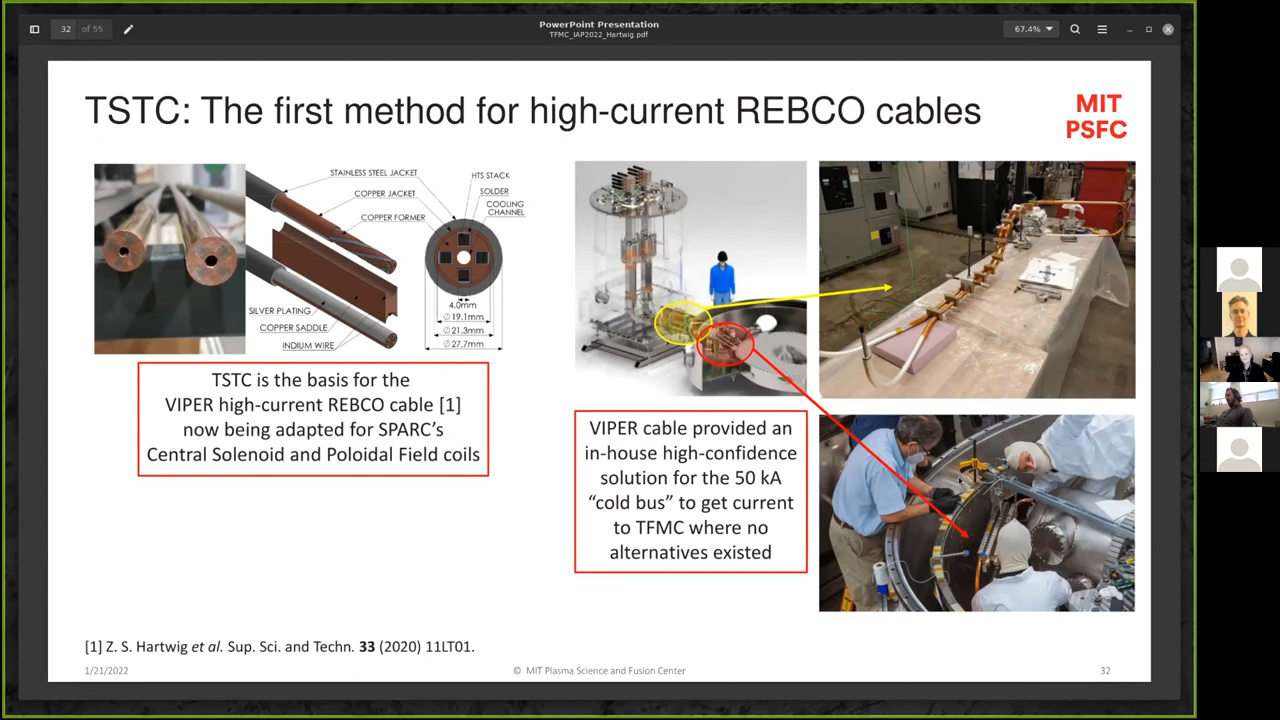 PowerPoint Presentation
TFMC_IAP2022_Hartwig pdf
32 of 55
67.4%
TSTC: The first method for high-current REBCO cables
MIT
PSFC
STAINLESS STEEL JACKET
COPPER JACKET
COPPER FORMER
HTS STACK
SOLDER
COOLING
CHANNEL
SILVER PLATING
COPPER SADDLE
INDIUM WIRE
4.0mm
Ø19.1mm
Ø21.3mm
Ø27.7mm
TSTC is the basis for the
VIPER high-current REBCO cable [1]
now being adapted for SPARC's
Central Solenoid and Poloidal Field coils
VIPER cable provided an
in-house high-confidence
solution for the 50 kA
“cold bus” to get current
to TFMC where no
alternatives existed
[1] Z. S. Hartwig et al. Sup. Sci. and Techn. 33 (2020) 11LT01.
1/21/2022
© MIT Plasma Science and Fusion Center
32